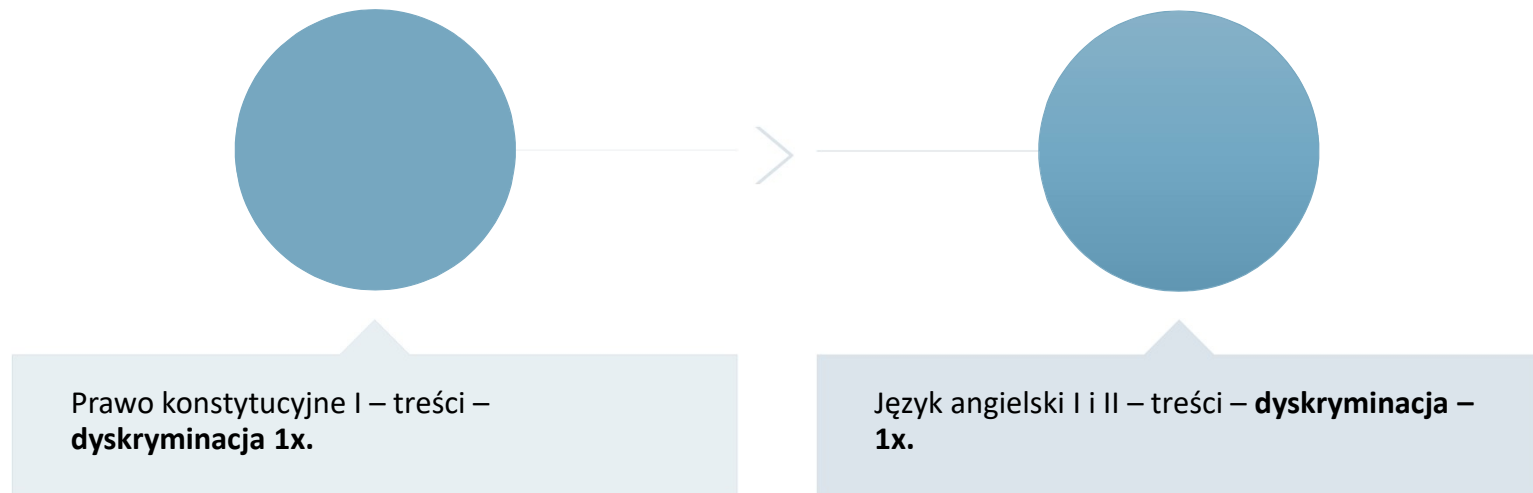 Prawo konstytucyjne I – treści –
dyskryminacja 1x.
Język angielski I i II – treści – dyskryminacja –
1x.